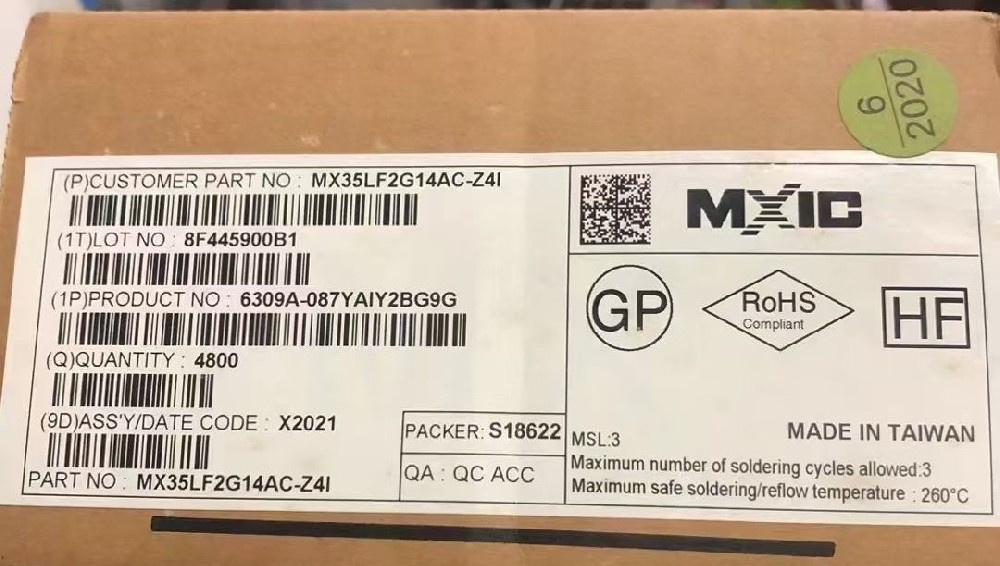 6
2020
(P)CUSTOMER PART NO : MX35LF2G14AC-Z4I
(1T)LOT NO : 8F445900B1
(1P)PRODUCT NO : 6309A-087YAIY2BG9G
(Q)QUANTITY : 4800
(9D)ASS'Y/DATE CODE : X2021
PART NO : MX35LF2G14AC-Z4I
PACKER: S18622
QA : QC ACC
MXIC
GP
RoHS
Compliant
HF
MSL:3
MADE IN TAIWAN
Maximum number of soldering cycles allowed:3
Maximum safe soldering/reflow temperature : 260°C